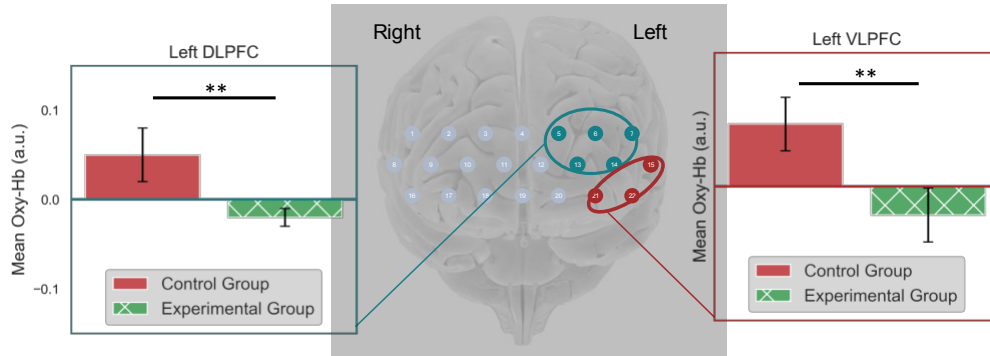 Right
Left
Left DLPFC
**
Mean Oxy-Hb (a.u.)
0.1
0.0
−0.1
Control Group
Experimental Group
1 2 3 4 5 6 7
8 9 10 11 12 13 14 15
16 17 18 19 20 21 22
Left VLPFC
**
Mean Oxy-Hb (a.u.)
Control Group
Experimental Group